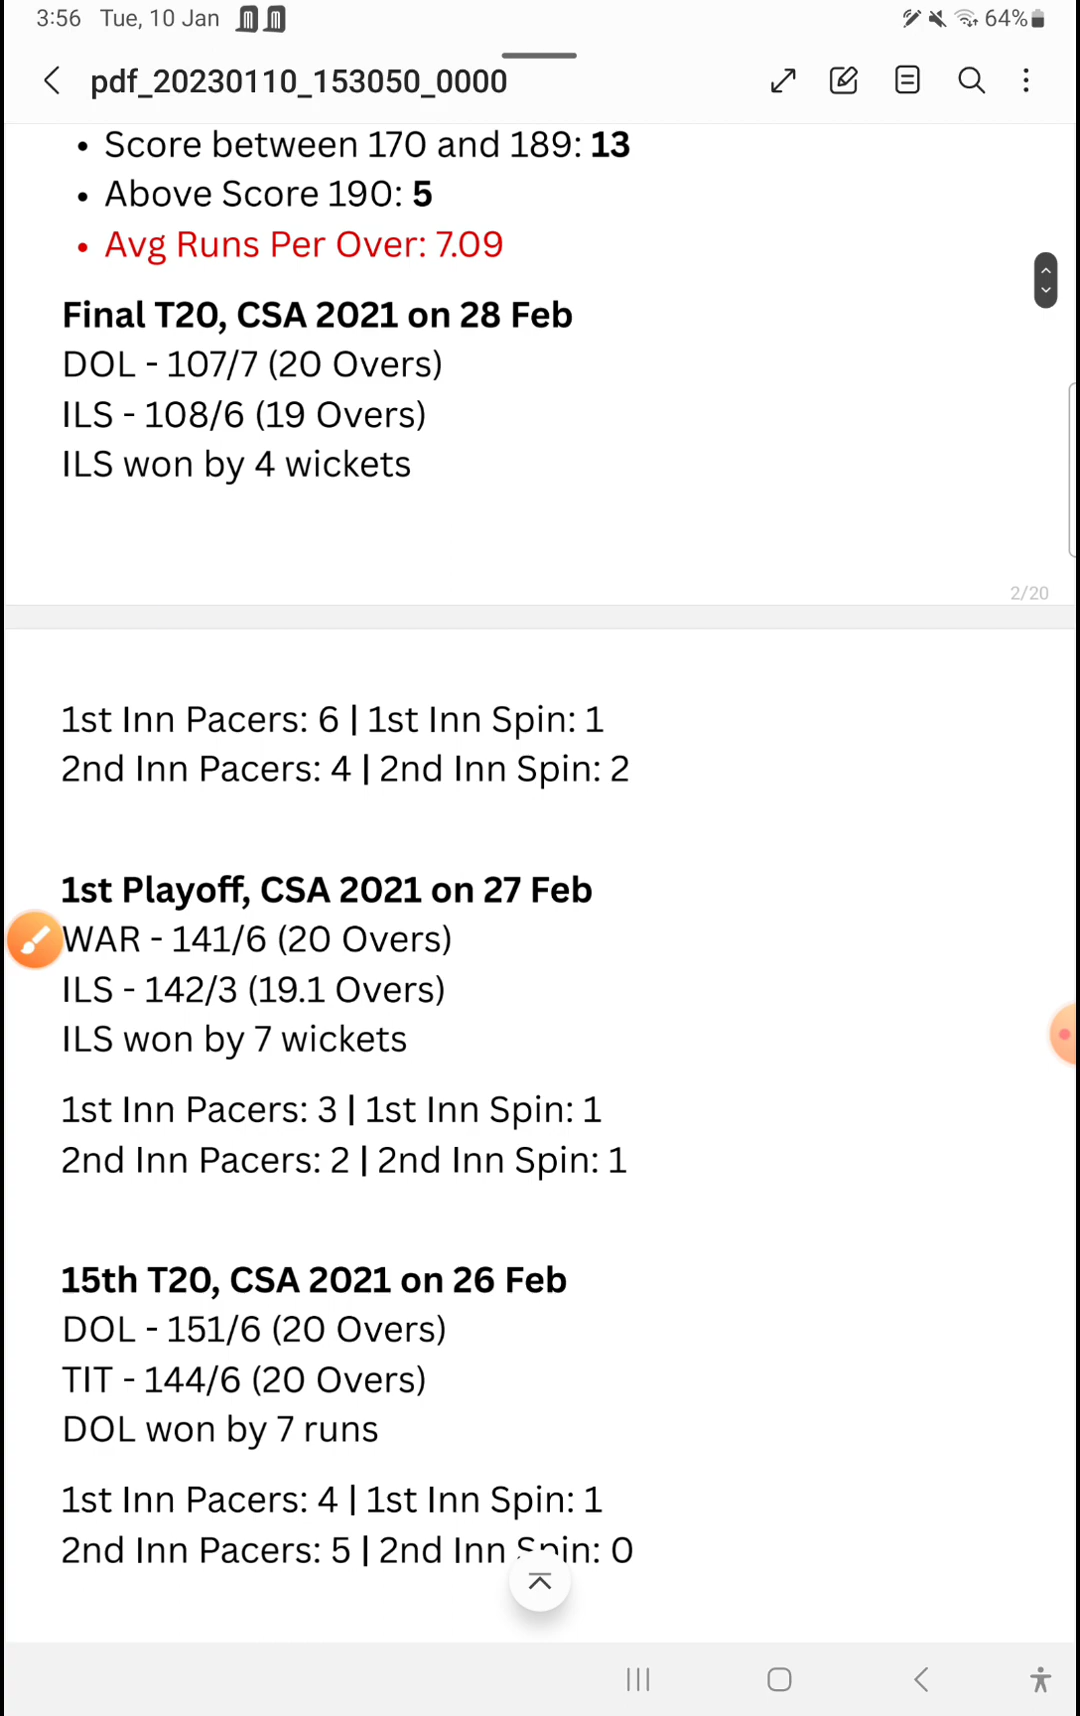 3:56 Tue, 10 Jan 64%
pdf_20230110_153050_0000
• Score between 170 and 189: 13
• Above Score 190: 5
• Avg Runs Per Over: 7.09
Final T20, CSA 2021 on 28 Feb
DOL - 107/7 (20 Overs)
ILS - 108/6 (19 Overs)
ILS won by 4 wickets
2/20
1st Inn Pacers: 6 | 1st Inn Spin: 1
2nd Inn Pacers: 4 | 2nd Inn Spin: 2
1st Playoff, CSA 2021 on 27 Feb
WAR - 141/6 (20 Overs)
ILS - 142/3 (19.1 Overs)
ILS won by 7 wickets
1st Inn Pacers: 3 | 1st Inn Spin: 1
2nd Inn Pacers: 2 | 2nd Inn Spin: 1
15th T20, CSA 2021 on 26 Feb
DOL - 151/6 (20 Overs)
TIT - 144/6 (20 Overs)
DOL won by 7 runs
1st Inn Pacers: 4 | 1st Inn Spin: 1
2nd Inn Pacers: 5 | 2nd Inn Spin: 0